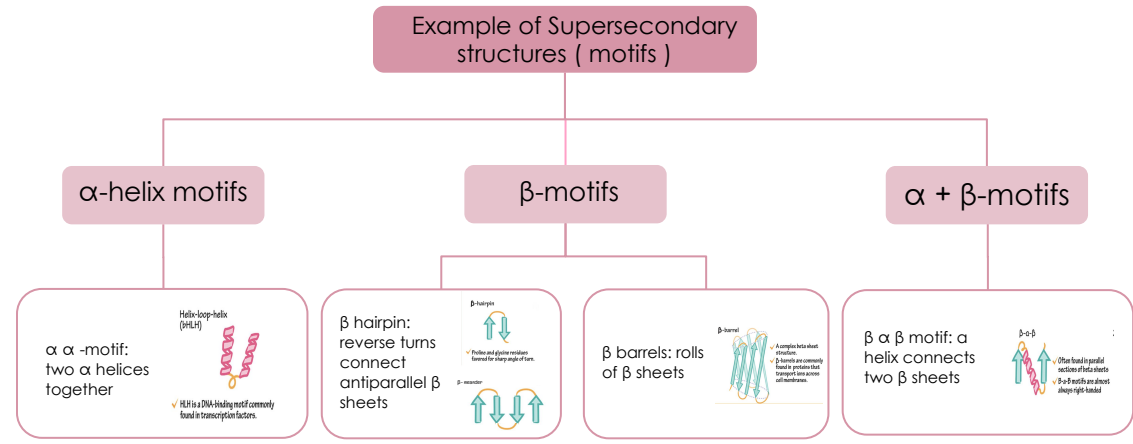 Example of Supersecondary
structures ( motifs )
α-helix motifs
β-motifs
α + β-motifs
α α -motif:
two α helices
together
Helix-loop-helix
(bHLH)
✓ HLH is a DNA-binding motif commonly
found in transcription factors.
β hairpin:
reverse turns
connect
antiparallel β
sheets
β-hairpin
✓ Proline and glycine residues
favored for sharp angle of turn.
β- meander
β barrels: rolls
of β sheets
β-barrel
✓ A complex beta sheet
structure.
✓ β-barrels are commonly
found in proteins that
transport ions across
cell membranes.
β α β motif: a
helix connects
two β sheets
β-α-β
✓ Often found in parallel
sections of beta sheets
✓ B-α-B motifs are almost
always right-handed